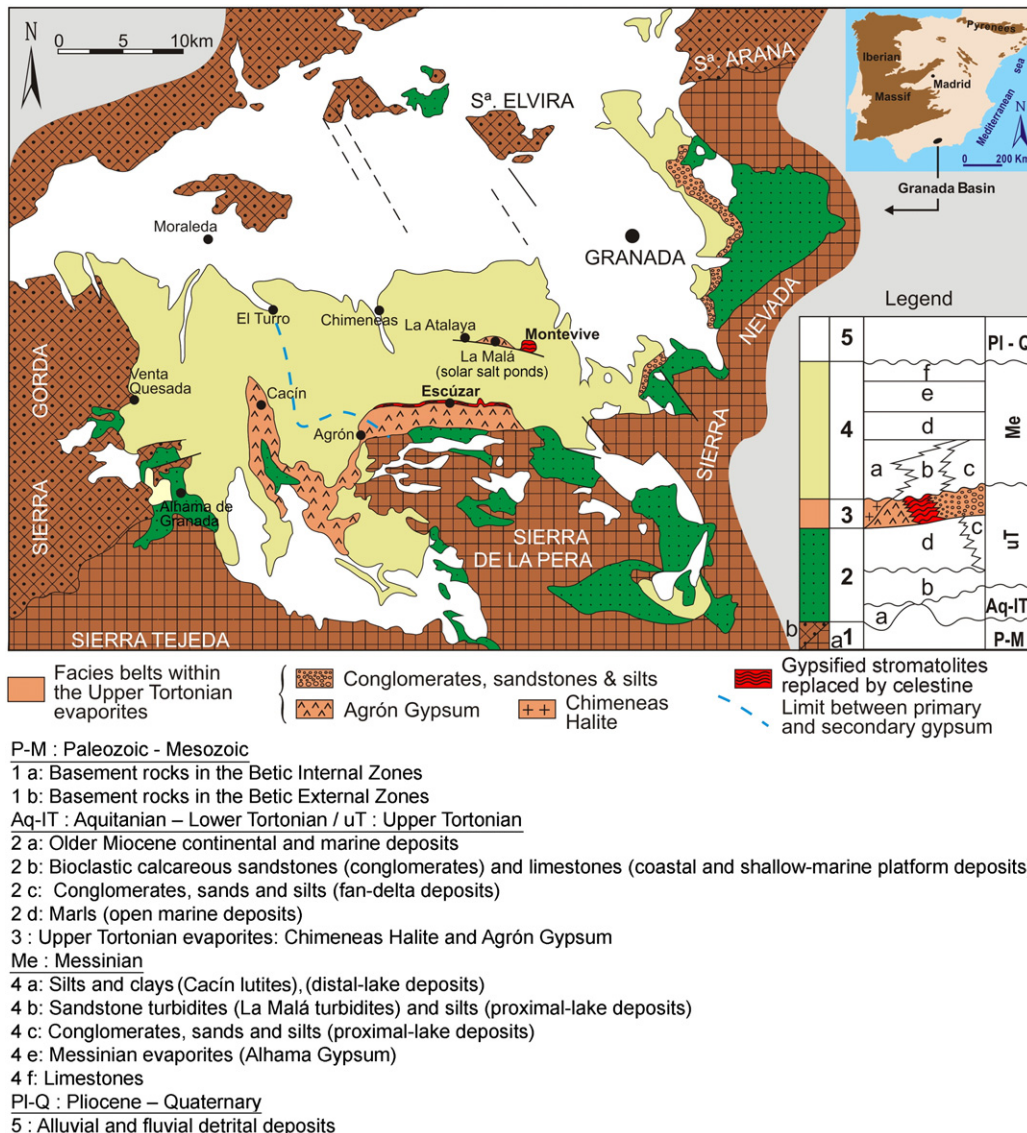 N
0 5 10km
Sª. ARANA
Sª. ELVIRA
Moraleda
GRANADA
El Turro
Chimeneas
La Atalaya
Montevive
La Malá
(solar salt ponds)
Venta
Quesada
Cacín
Escúzar
Agrón
Alhama de
Granada
SIERRA GORDA
SIERRA NEVADA
SIERRA
DE LA PERA
SIERRA TEJEDA
Pyrenees
Iberian
Massif
Madrid
Mediterranean sea
N
0 200 Km
Granada Basin
Legend
5 Pl - Q
f
e
4 d Me
a b c
3 c
d uT
2 b
a Aq-IT
b a 1 P-M
Facies belts within
the Upper Tortonian
evaporites
Conglomerates, sandstones & silts
Agrón Gypsum
Chimeneas
Halite
Gypsified stromatolites
replaced by celestine
Limit between primary
and secondary gypsum
P-M : Paleozoic - Mesozoic
1 a: Basement rocks in the Betic Internal Zones
1 b: Basement rocks in the Betic External Zones
Aq-IT : Aquitanian – Lower Tortonian / uT : Upper Tortonian
2 a: Older Miocene continental and marine deposits
2 b: Bioclastic calcareous sandstones (conglomerates) and limestones (coastal and shallow-marine platform deposits
2 c: Conglomerates, sands and silts (fan-delta deposits)
2 d: Marls (open marine deposits)
3 : Upper Tortonian evaporites: Chimeneas Halite and Agrón Gypsum
Me : Messinian
4 a: Silts and clays (Cacín lutites), (distal-lake deposits)
4 b: Sandstone turbidites (La Malá turbidites) and silts (proximal-lake deposits)
4 c: Conglomerates, sands and silts (proximal-lake deposits)
4 e: Messinian evaporites (Alhama Gypsum)
4 f: Limestones
Pl-Q : Pliocene – Quaternary
5 : Alluvial and fluvial detrital deposits